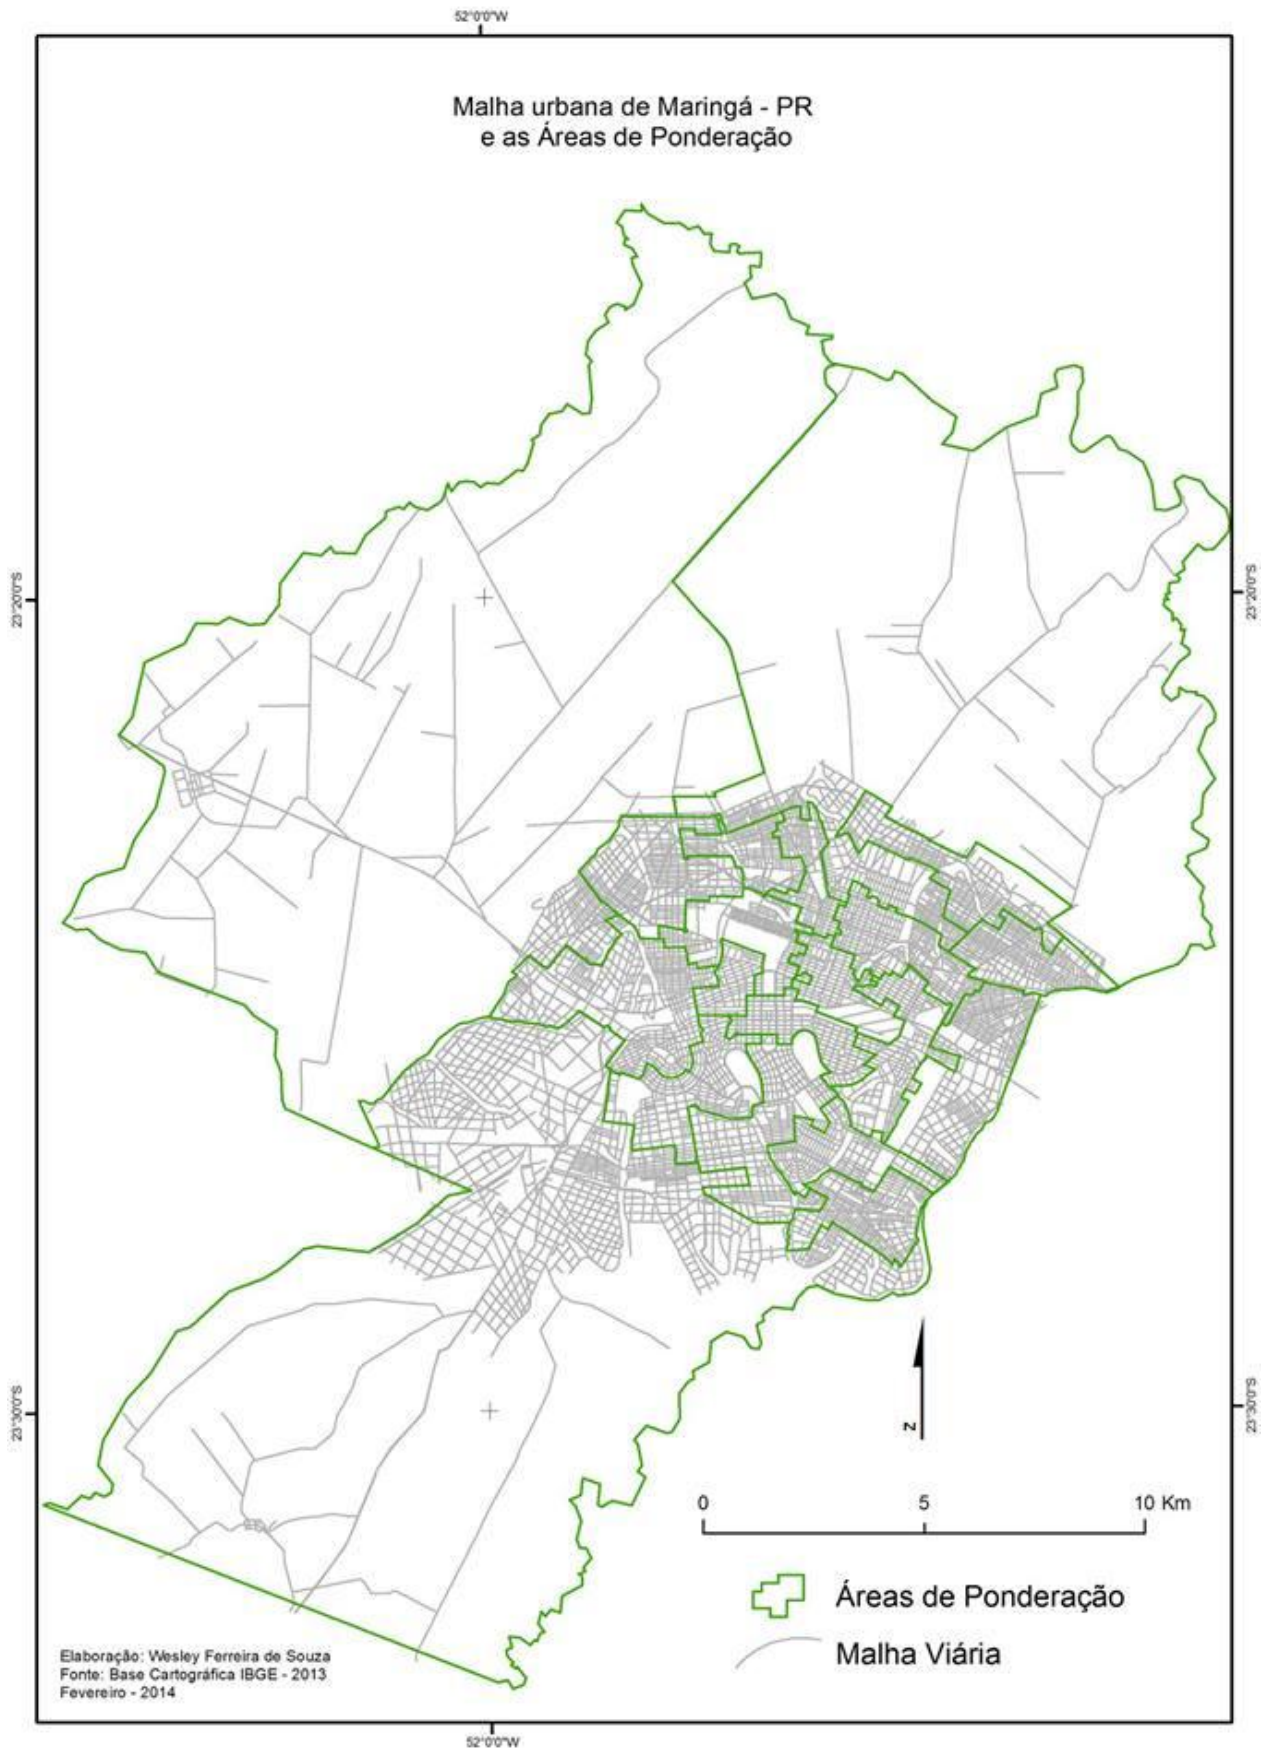 52°0'0"W
Malha urbana de Maringá - PR
e as Áreas de Ponderação
23°20'0"S
23°20'0"S
23°30'0"S
23°30'0"S
N
0 5 10 Km
Áreas de Ponderação
Malha Viária
Elaboração: Wesley Ferreira de Souza
Fonte: Base Cartográfica IBGE - 2013
Fevereiro - 2014
52°0'0"W